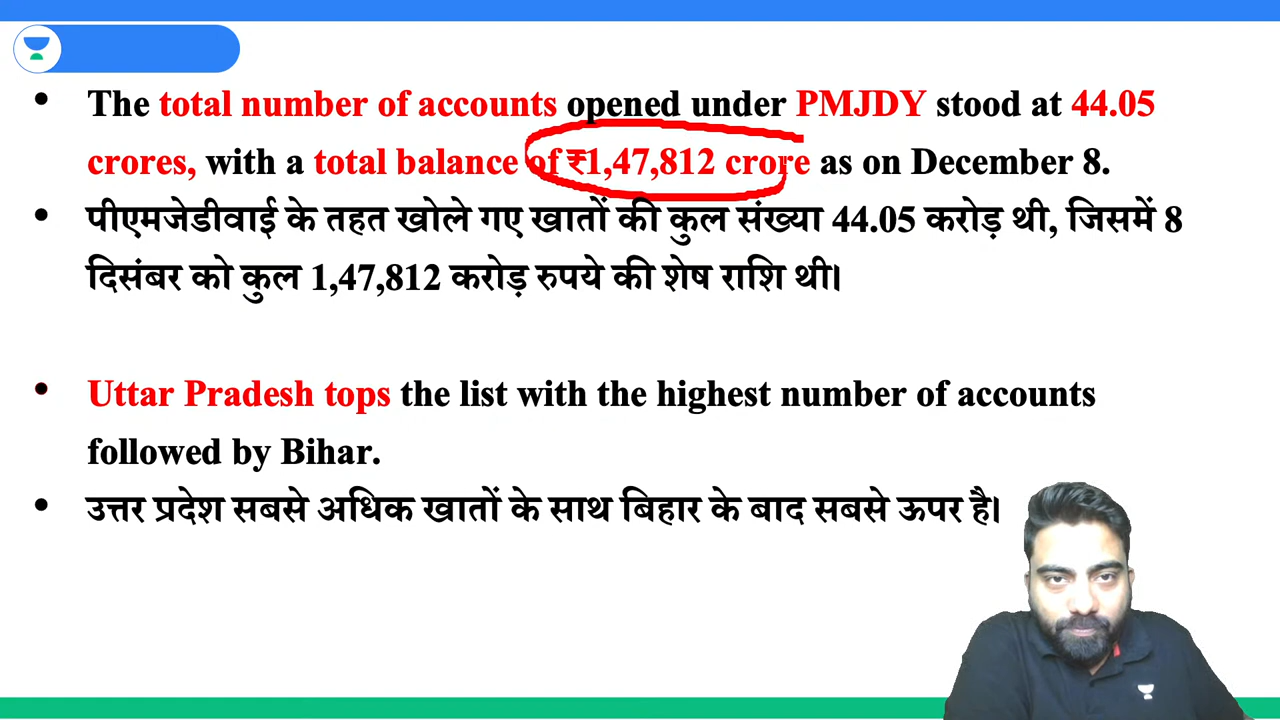 The total number of accounts opened under PMJDY stood at 44.05
crores, with a total balance of ₹1,47,812 crore as on December 8.
पीएमजेडीवाई के तहत खोले गए खातों की कुल संख्या 44.05 करोड़ थी, जिसमें 8
दिसंबर को कुल 1,47,812 करोड़ रुपये की शेष राशि थी।
Uttar Pradesh tops the list with the highest number of accounts
followed by Bihar.
उत्तर प्रदेश सबसे अधिक खातों के साथ बिहार के बाद सबसे ऊपर है।